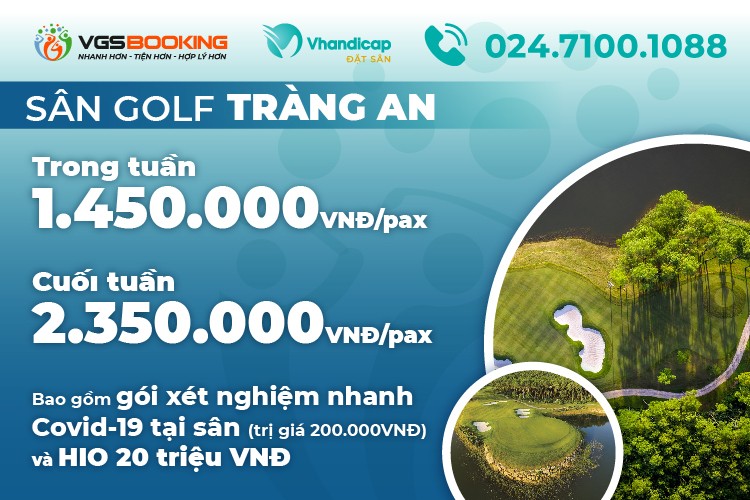 VGSBOOKING
NHANH HƠN - TIỆN HƠN - HỢP LÝ HƠN
Vhandicap
ĐẶT SÂN
024.7100.1088
SÂN GOLF TRÀNG AN
Trong tuần
1.450.000VNĐ/pax
Cuối tuần
2.350.000VNĐ/pax
Bao gồm gói xét nghiệm nhanh
Covid-19 tại sân (trị giá 200.000VNĐ)
và HIO 20 triệu VNĐ